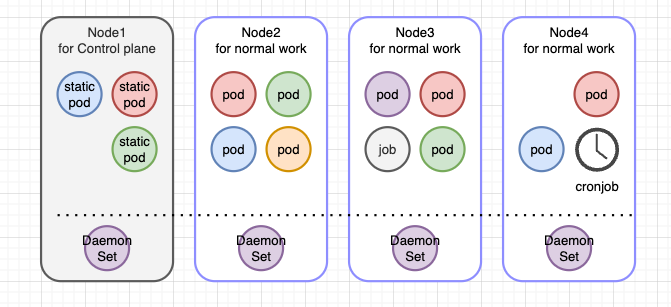 Node1
for Control plane
static
pod
static
pod
static
pod
Daemon
Set
Node2
for normal work
pod
pod
pod
pod
Daemon
Set
Node3
for normal work
pod
pod
job
pod
Daemon
Set
Node4
for normal work
pod
pod
cronjob
Daemon
Set